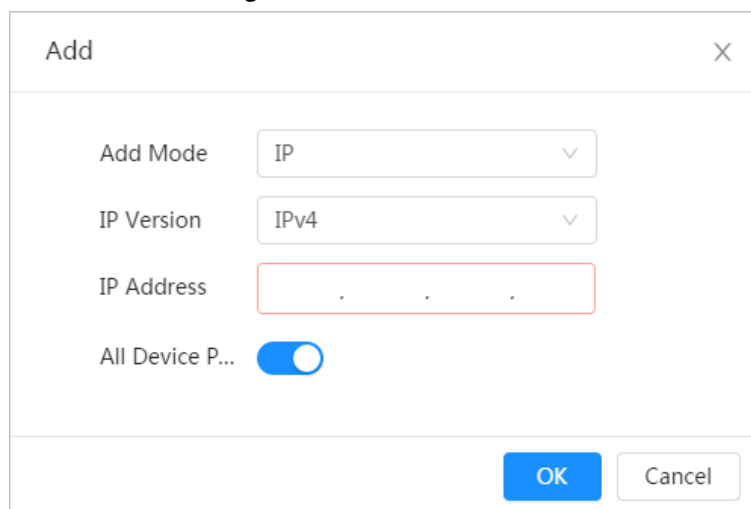 Add
Add Mode IP
IP Version IPv4
IP Address . . .
All Device P...
OK Cancel